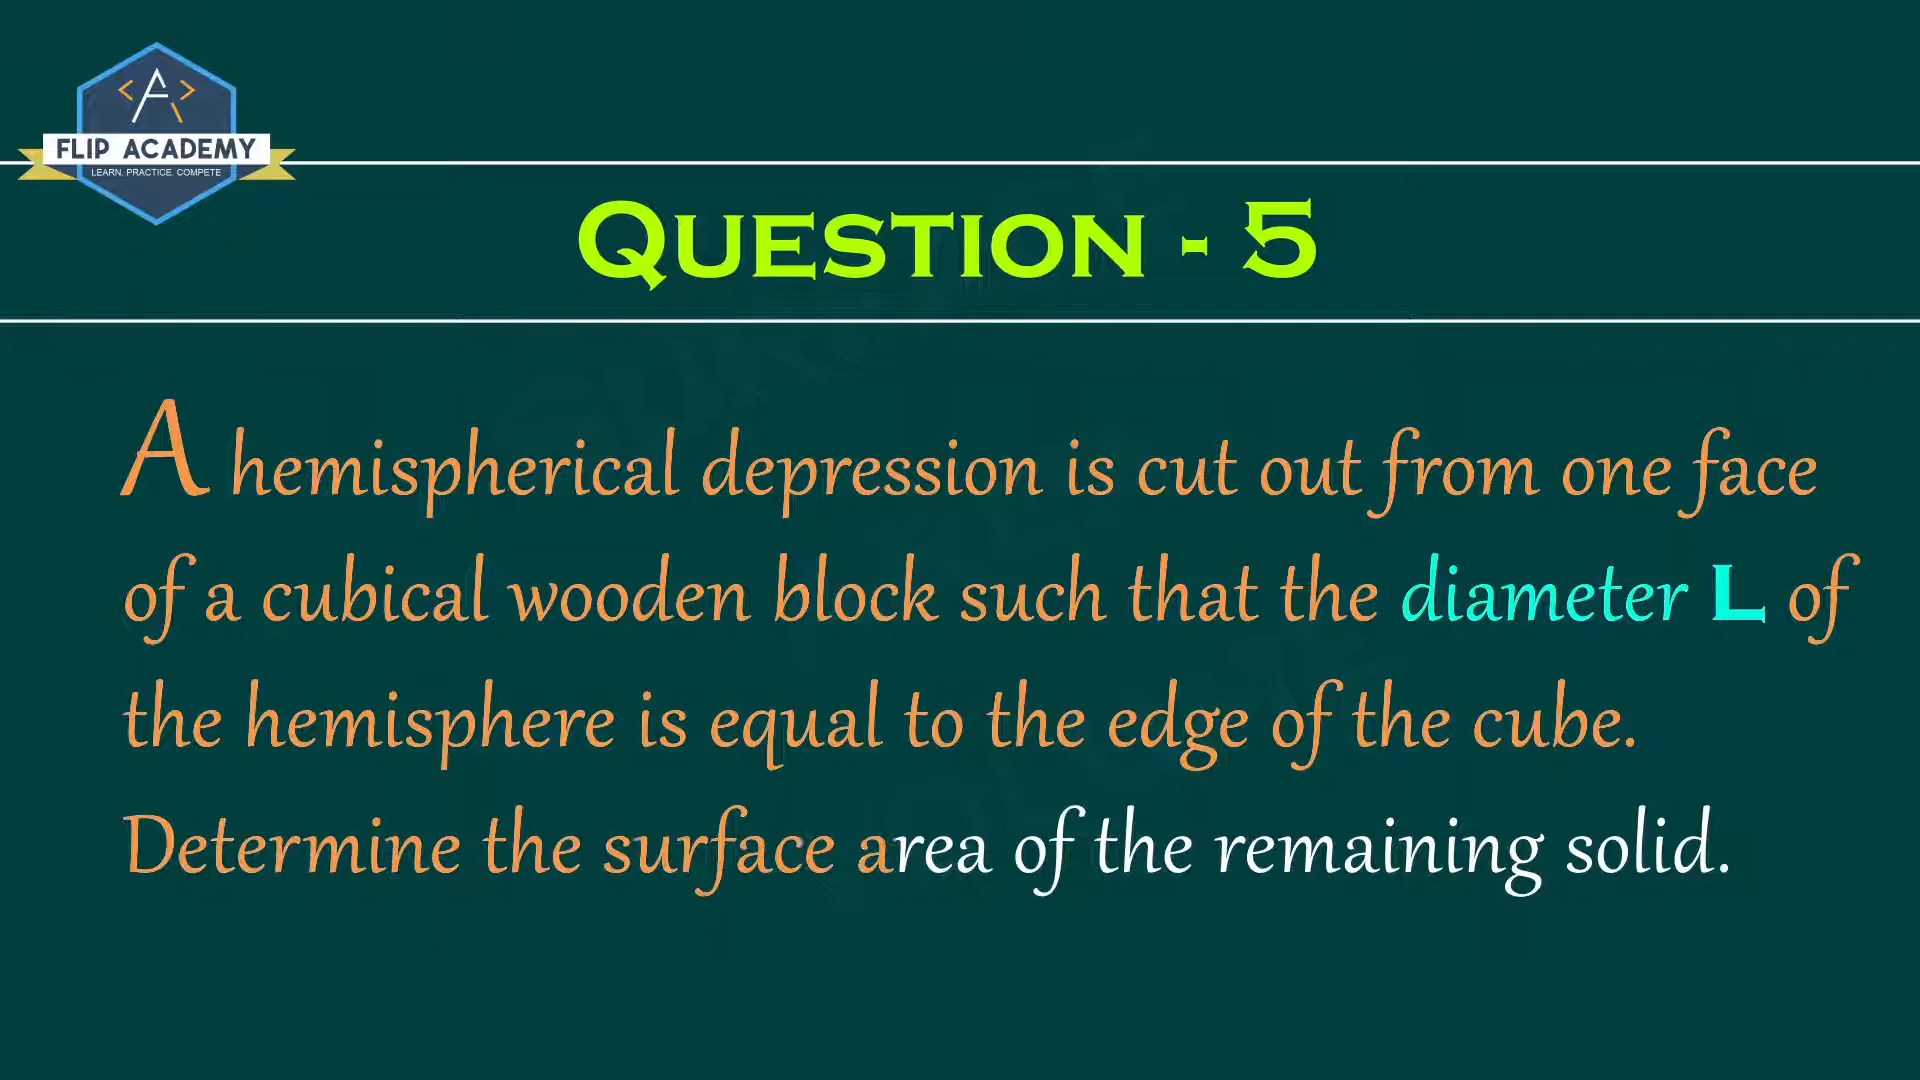 FLIP ACADEMY
LEARN. PRACTICE. COMPETE
QUESTION - 5
A hemispherical depression is cut out from one face
of a cubical wooden block such that the diameter L of
the hemisphere is equal to the edge of the cube.
Determine the surface area of the remaining solid.